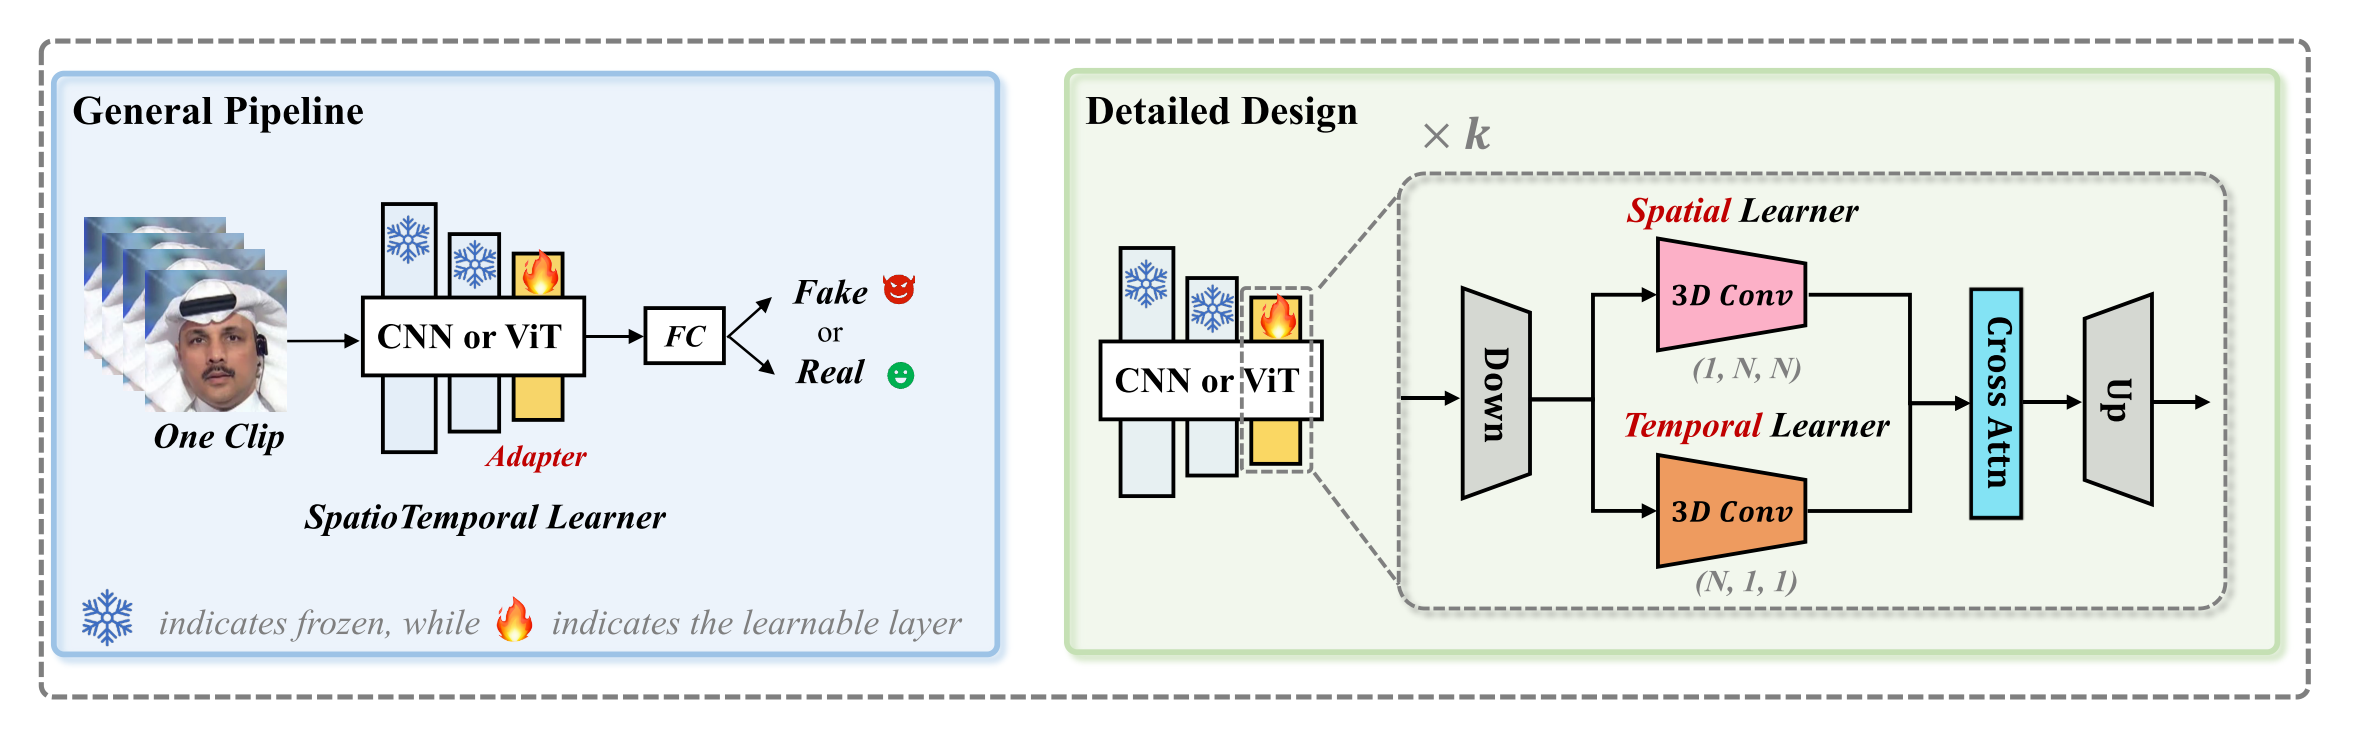 General Pipeline
One Clip
CNN or ViT
Adapter
SpatioTemporal Learner
FC
Fake
or
Real
indicates frozen, while indicates the learnable layer
Detailed Design
× k
CNN or ViT
Down
Spatial Learner
3D Conv
(1, N, N)
Temporal Learner
3D Conv
(N, 1, 1)
Cross Attn
Up